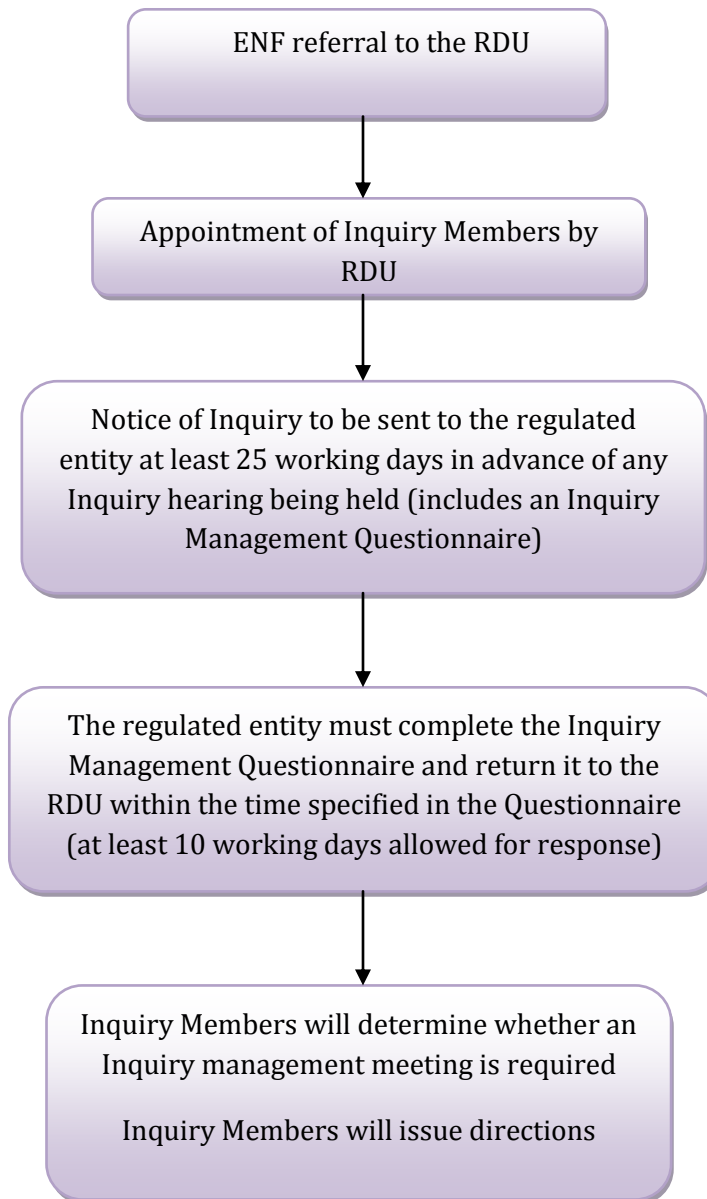 ENF referral to the RDU
Appointment of Inquiry Members by
RDU
Notice of Inquiry to be sent to the regulated
entity at least 25 working days in advance of any
Inquiry hearing being held (includes an Inquiry
Management Questionnaire)
The regulated entity must complete the Inquiry
Management Questionnaire and return it to the
RDU within the time specified in the Questionnaire
(at least 10 working days allowed for response)
Inquiry Members will determine whether an
Inquiry management meeting is required
Inquiry Members will issue directions